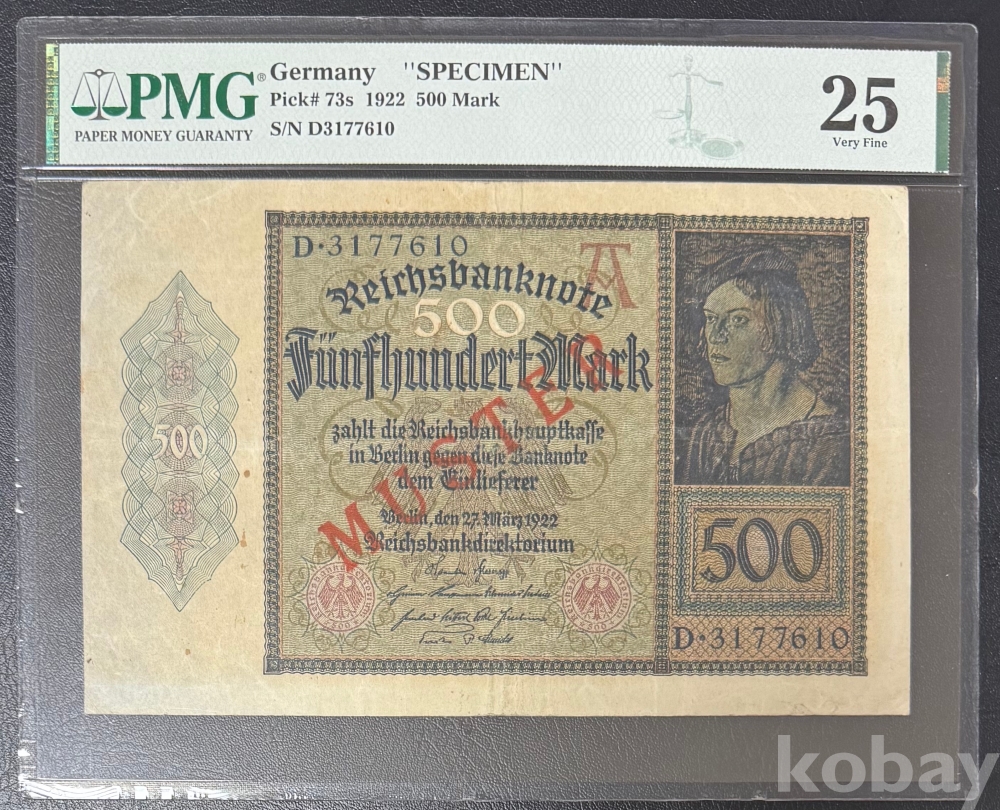 PMG®
PAPER MONEY GUARANTY
Germany "SPECIMEN"
Pick# 73s 1922 500 Mark
S/N D3177610
25
Very Fine
D·3177610
Reichsbanknote
500
Fünfhundert Mark
zahlt die Reichsbankhauptkasse
in Berlin gegen diese Banknote
dem Einlieferer
Berlin, den 27. März 1922
Reichsbankdirektorium
MUSTER
500
500
D·3177610
kobay